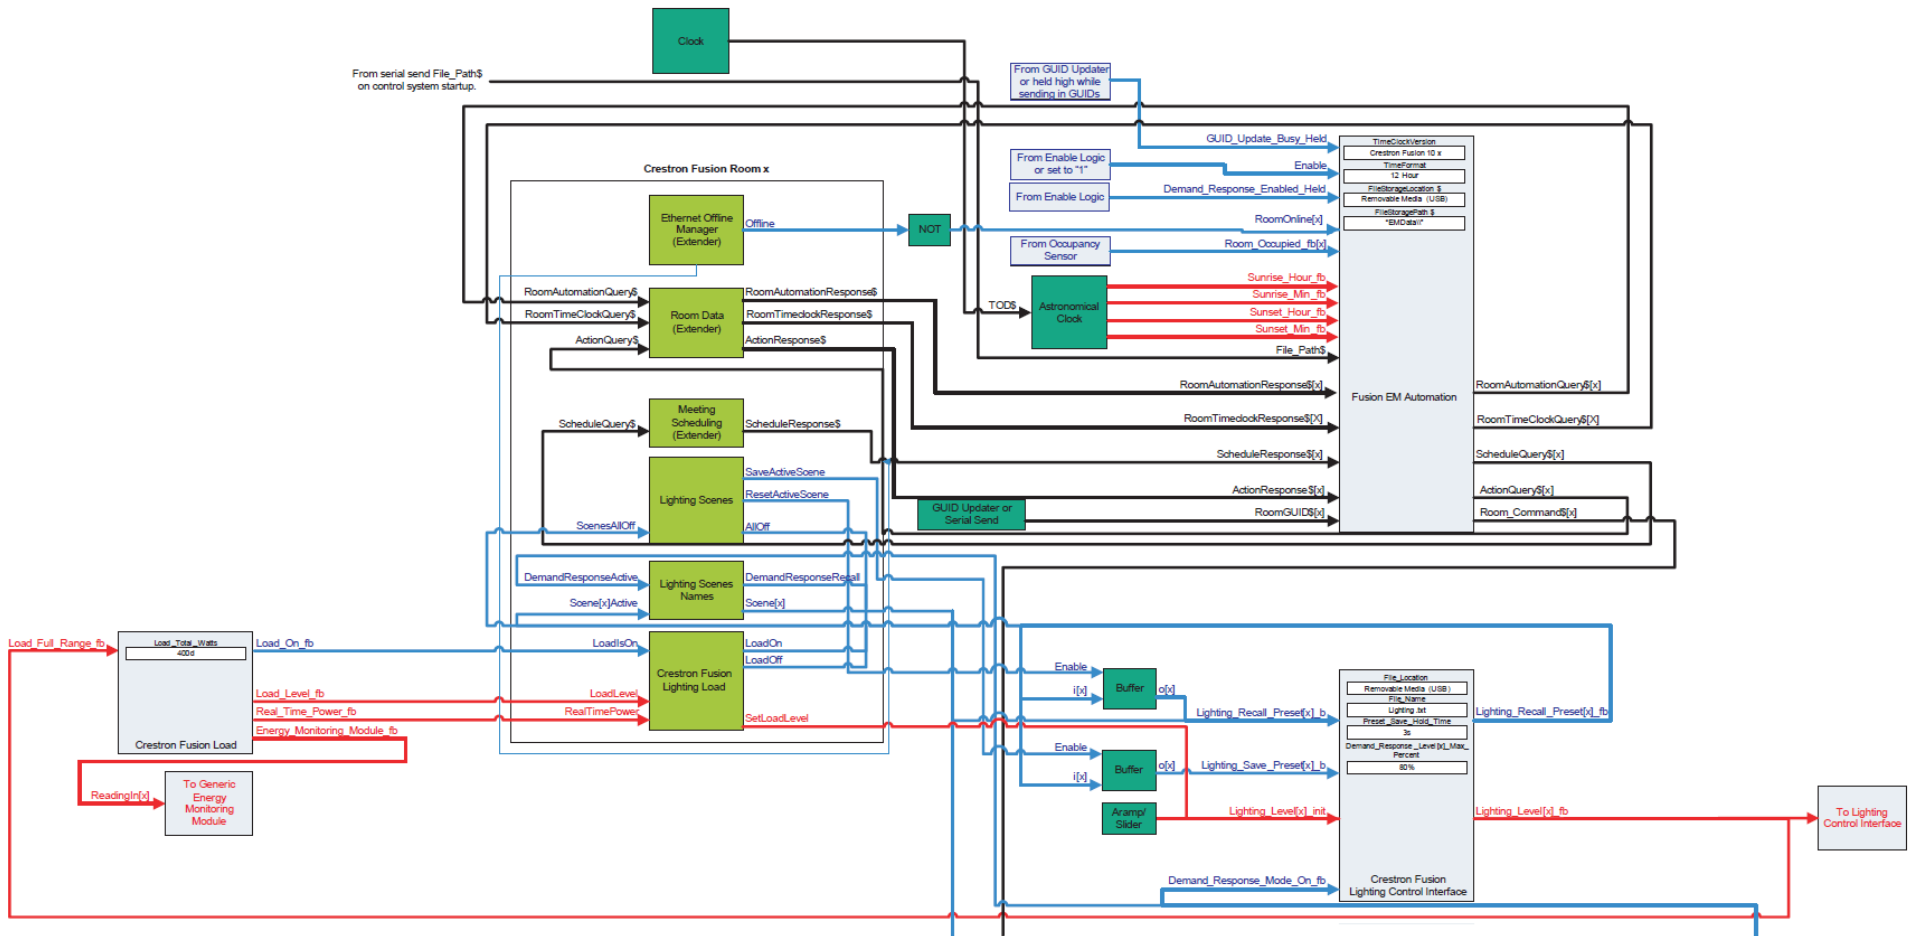 Clock
From serial send File_Path$
on control system startup.
From GUID Updater
or held high while
sending in GUIDs
GUID_Update_Busy_Held
From Enable Logic
or set to "1"
Enable
From Enable Logic
Demand_Response_Enabled_Held
RoomOnline[x]
From Occupancy
Sensor
Room_Occupied_fb[x]
TOD$
Astronomical
Clock
Sunrise_Hour_fb
Sunrise_Min_fb
Sunset_Hour_fb
Sunset_Min_fb
File_Path$
RoomAutomationResponse$[x]
RoomTimeclockResponse$[X]
ScheduleResponse$[x]
ActionResponse$[x]
GUID Updater or
Serial Send
RoomGUID$[x]
TimeClockVersion
Crestron Fusion 10 x
TimeFormat
12 Hour
FileStorageLocation $
Removable Media (USB)
FileStoragePath $
"EMData\\"
Fusion EM Automation
RoomAutomationQuery$[x]
RoomTimeClockQuery$[X]
ScheduleQuery$[x]
ActionQuery$[x]
Room_Command$[x]
Crestron Fusion Room x
Ethernet Offline
Manager
(Extender)
Offline
NOT
RoomAutomationQuery$
RoomTimeClockQuery$
ActionQuery$
Room Data
(Extender)
RoomAutomationResponse$
RoomTimedockResponse$
ActionResponse$
ScheduleQuery$
Meeting
Scheduling
(Extender)
ScheduleResponse$
ScenesAllOff
Lighting Scenes
SaveActiveScene
ResetActiveScene
AllOff
DemandResponseActive
Scene[x]Active
Lighting Scenes
Names
DemandResponseRecall
Scene[x]
LoadIsOn
LoadLevel
RealTimePower
Crestron Fusion
Lighting Load
LoadOn
LoadOff
SetLoadLevel
Load_Full_Range_fb
Load_Total_Watts
400d
Crestron Fusion Load
Load_On_fb
Load_Level_fb
Real_Time_Power_fb
Energy_Monitoring_Module_fb
ReadingIn[x]
To Generic
Energy
Monitoring
Module
Enable
i[x]
Buffer
o[x]
Lighting_Recall_Preset[x]_b
Enable
i[x]
Buffer
o[x]
Lighting_Save_Preset[x]_b
Aramp/
Slider
Lighting_Level[x]_init
Demand_Response_Mode_On_fb
File_Location
Removable Media (USB)
File_Name
Lighting.txt
Preset_Save_Hold_Time
3s
Demand_Response_Level[x]_Max_
Percent
80%
Crestron Fusion
Lighting Control Interface
Lighting_Recall_Preset[x]_fb
Lighting_Level[x]_fb
To Lighting
Control Interface